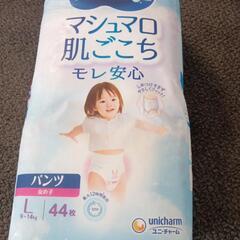 マシュマロ
肌ごこち
モレ安心
パンツ
女の子
L
9~14kg
44枚
unicharm
ユニ・チャーム